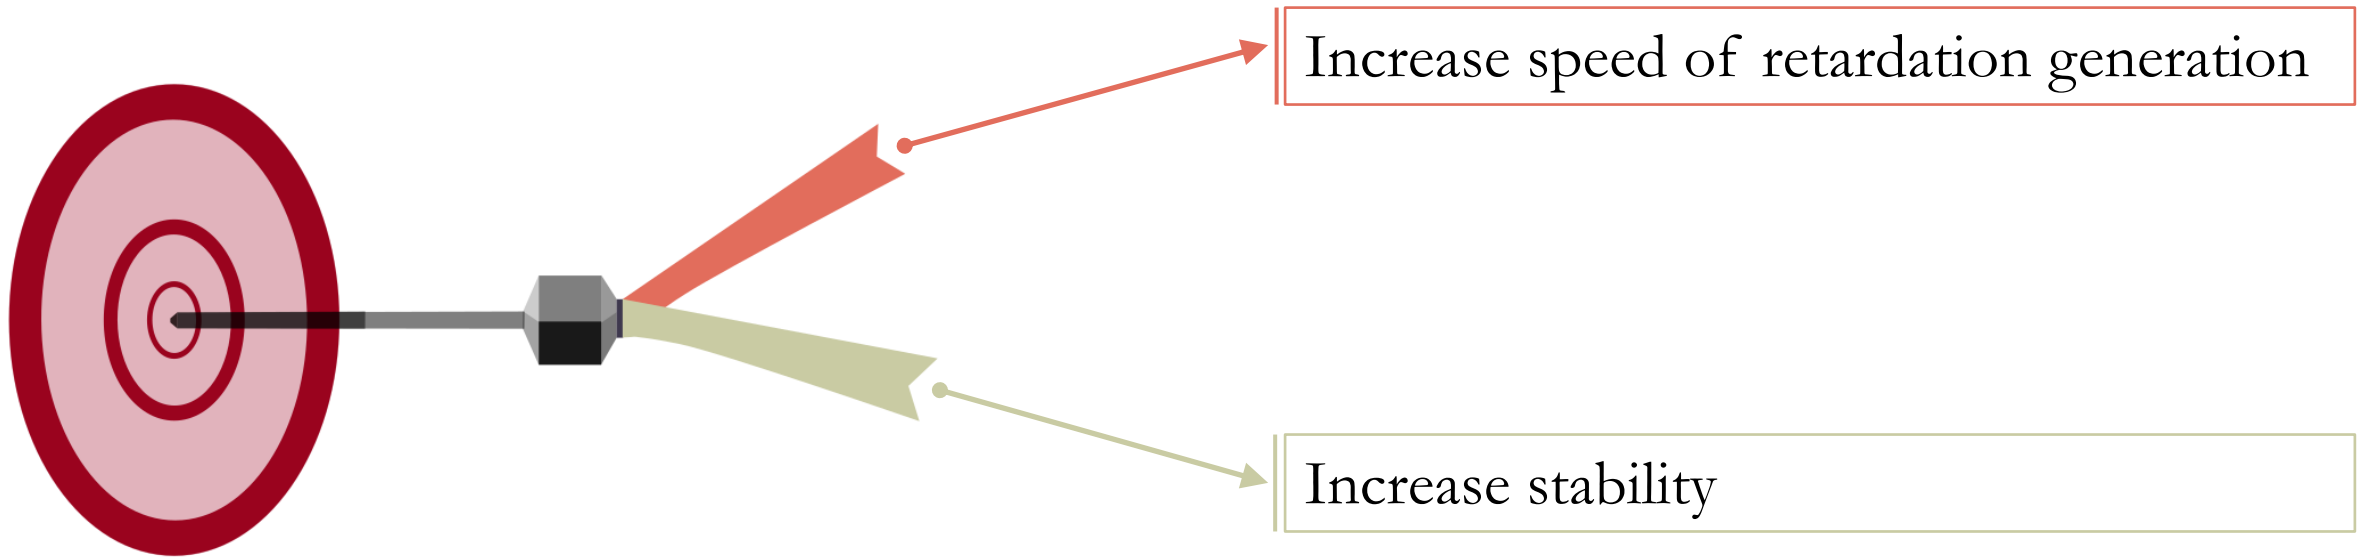 Increase speed of retardation generation
Increase stability